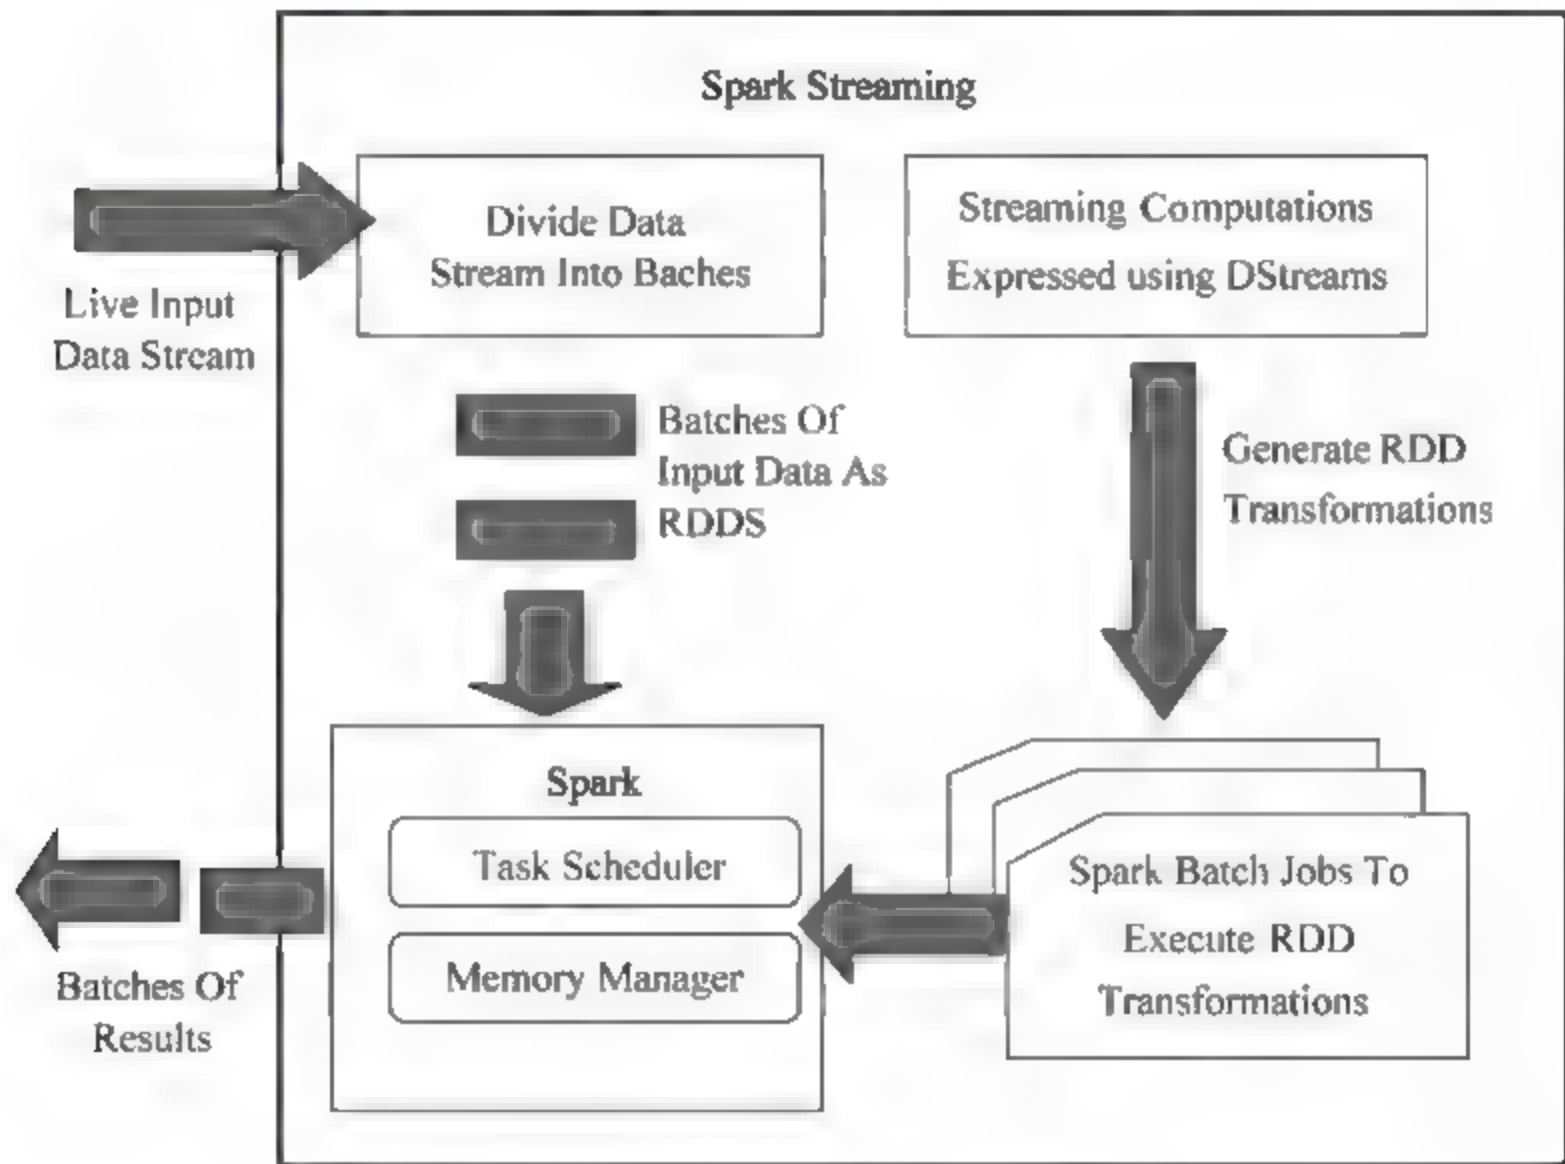 Spark Streaming
Divide Data
Stream Into Baches
Streaming Computations
Expressed using DStreams
Live Input
Data Stream
Batches Of
Input Data As
RDDS
Generate RDD
Transformations
Spark
Task Scheduler
Memory Manager
Spark Batch Jobs To
Execute RDD
Transformations
Batches Of
Results